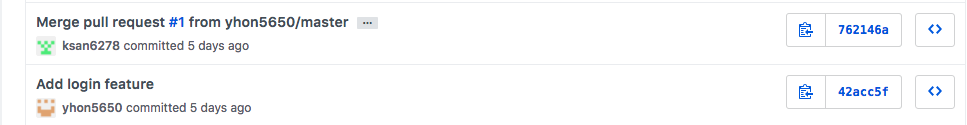 Merge pull request #1 from yhon5650/master ...
ksan6278 committed 5 days ago
762146a
<>
Add login feature
yhon5650 committed 5 days ago
42acc5f
<>